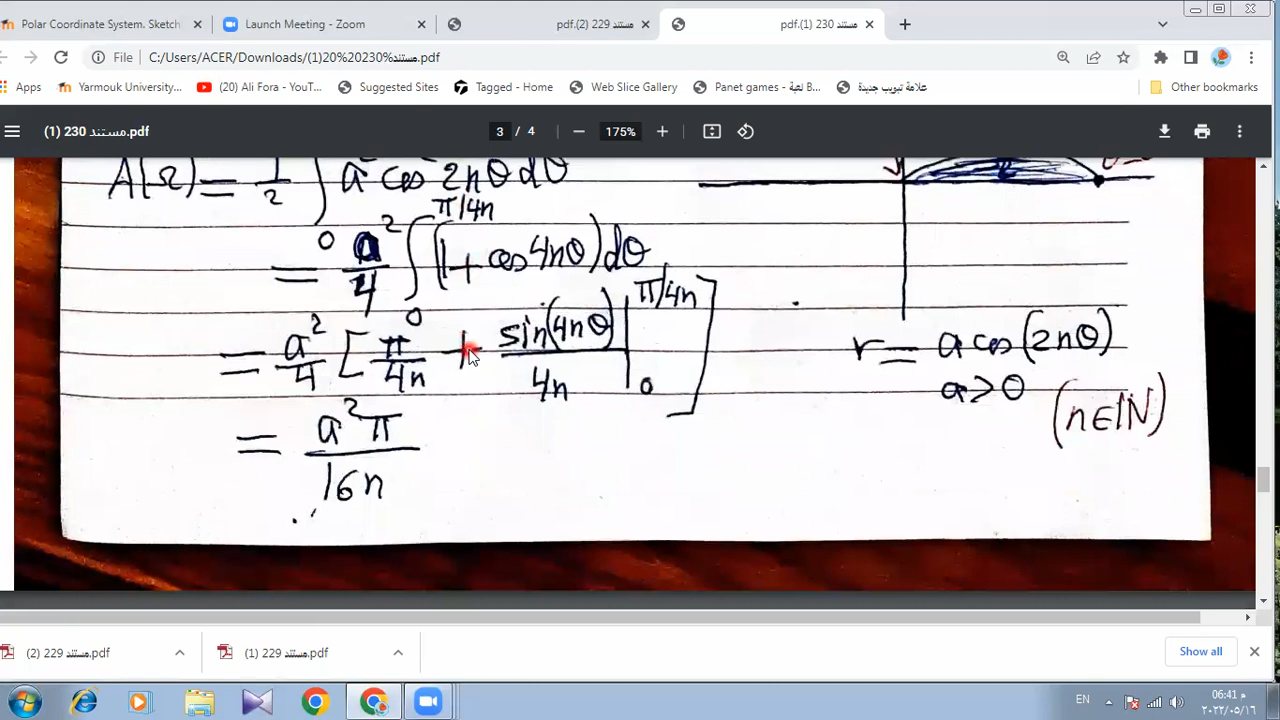 Polar Coordinate System. Sketch
Launch Meeting - Zoom
مستند 229 (2).pdf
مستند 230 (1).pdf
File
C:/Users/ACER/Downloads/(1)20%20230%مستند.pdf
Apps
Yarmouk University...
(20) Ali Fora - YouT...
Suggested Sites
Tagged - Home
Web Slice Gallery
Panet games - لعبة B...
علامة تبويب جديدة
Other bookmarks
(1) 230 مستند.pdf
3 / 4
175%
A(Ω) = 1/2 ∫ a² cos² 2nθ dθ
0
= a²/4 ∫ (1 + cos 4nθ) dθ
π/4n
0
= a²/4 [ π/4n + sin(4nθ)/4n | π/4n 0 ]
= a²π/16n
r = a cos(2nθ)
a > 0
(n∈ℕ)
(2) 229 مستند.pdf
(1) 229 مستند.pdf
Show all
EN
06:41 م
٢٠٢٢/٠٥/١٦